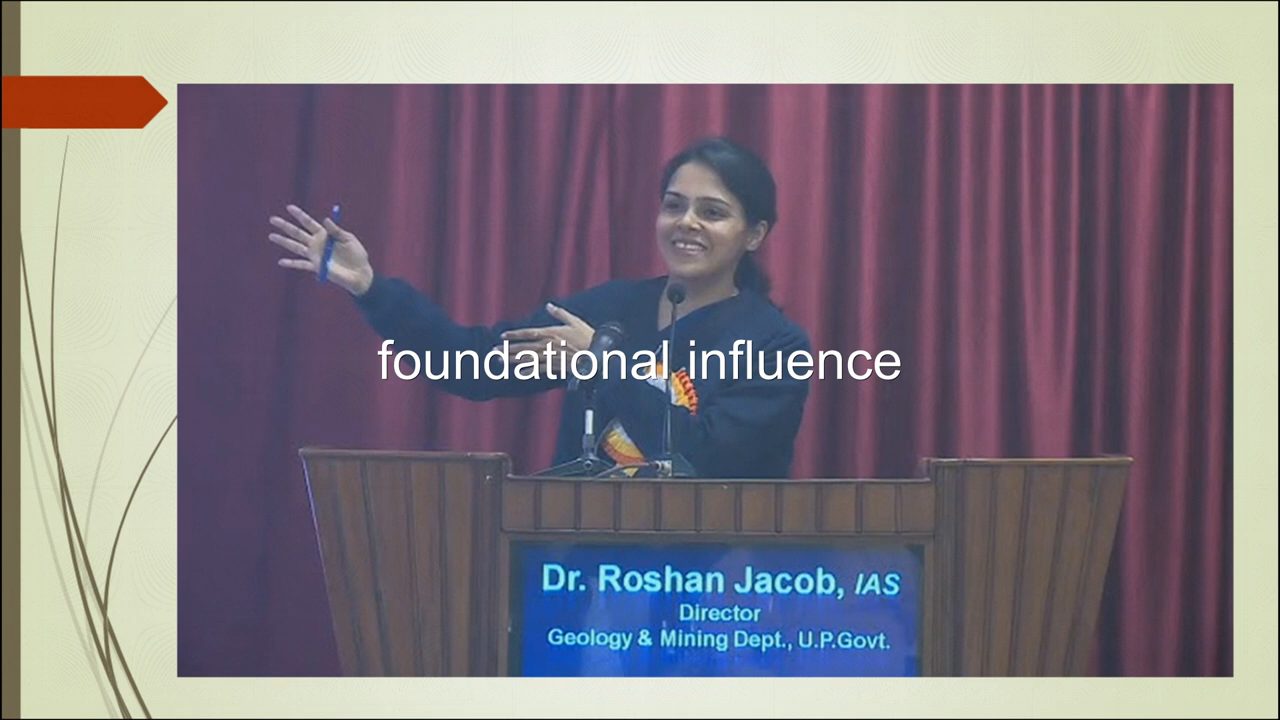 foundational influence
Dr. Roshan Jacob, IAS
Director
Geology & Mining Dept., U.P.Govt.